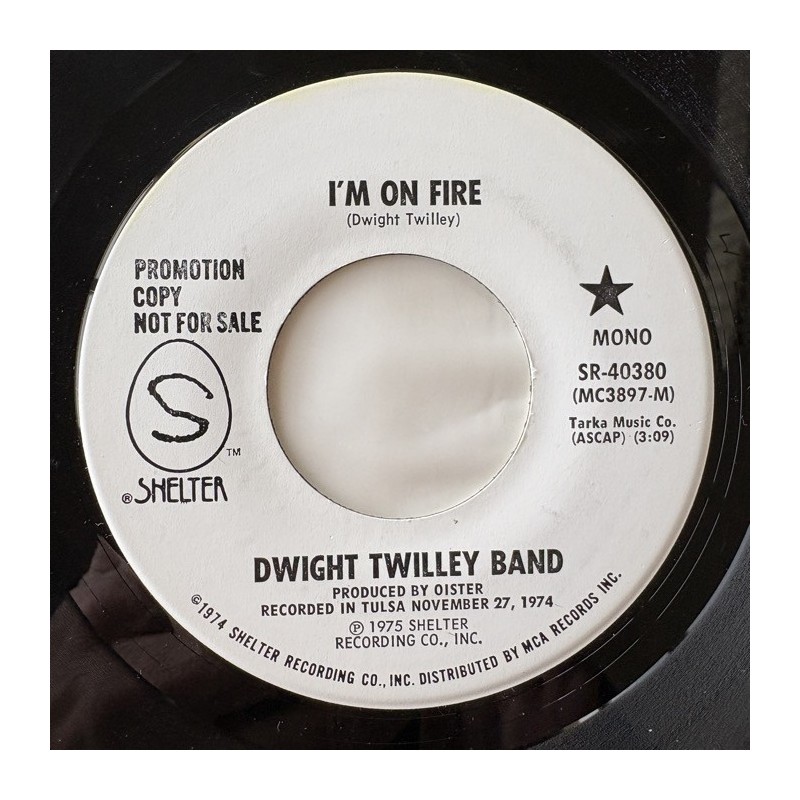 I'M ON FIRE
(Dwight Twilley)
PROMOTION
COPY
NOT FOR SALE
S
TM
® SHELTER
MONO
SR-40380
(MC3897-M)
Tarka Music Co.
(ASCAP) (3:09)
DWIGHT TWILLEY BAND
PRODUCED BY OISTER
RECORDED IN TULSA NOVEMBER 27, 1974
℗ 1975 SHELTER
RECORDING CO., INC.
©1974 SHELTER RECORDING CO., INC. DISTRIBUTED BY MCA RECORDS INC.